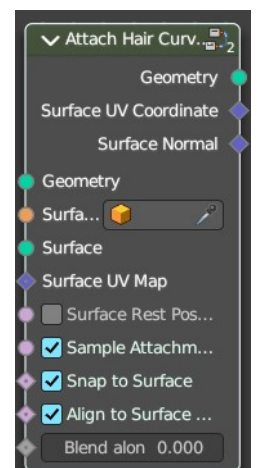 Attach Hair Curv.. 2
Geometry
Surface UV Coordinate
Surface Normal
Geometry
Surfa...
Surface
Surface UV Map
Surface Rest Pos...
Sample Attachm...
Snap to Surface
Align to Surface ...
Blend alon 0.000